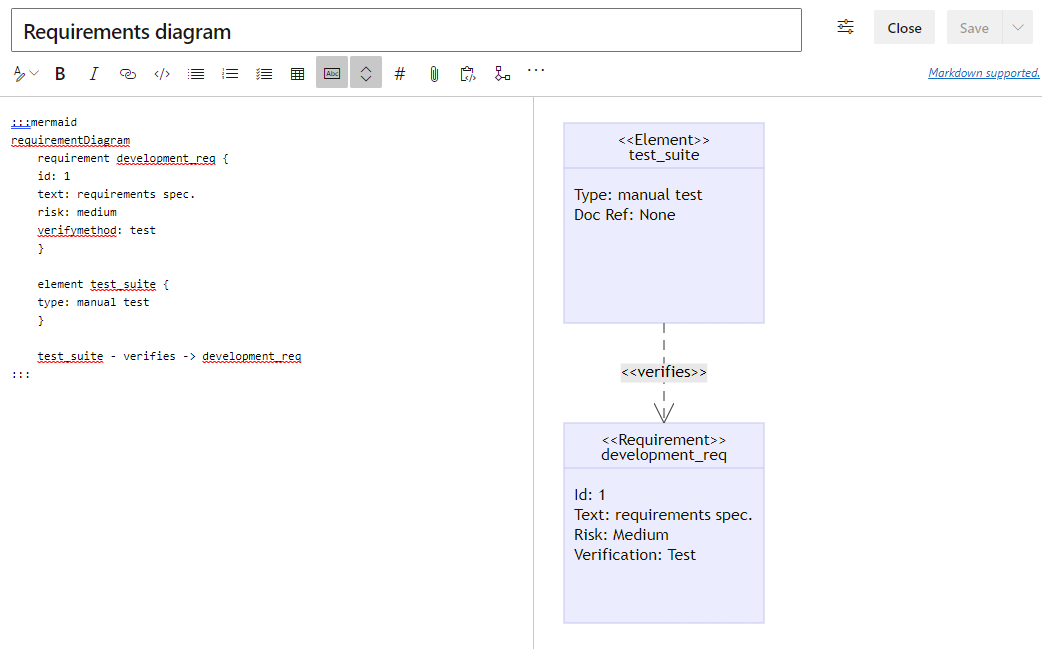 Requirements diagram
Close
Save
B
I
</>
Abc
#
Markdown supported.
:::mermaid
requirementDiagram
requirement development_req {
id: 1
text: requirements spec.
risk: medium
verifymethod: test
}
element test_suite {
type: manual test
}
test_suite - verifies -> development_req
:::
<<Element>>
test_suite
Type: manual test
Doc Ref: None
<<verifies>>
<<Requirement>>
development_req
Id: 1
Text: requirements spec.
Risk: Medium
Verification: Test